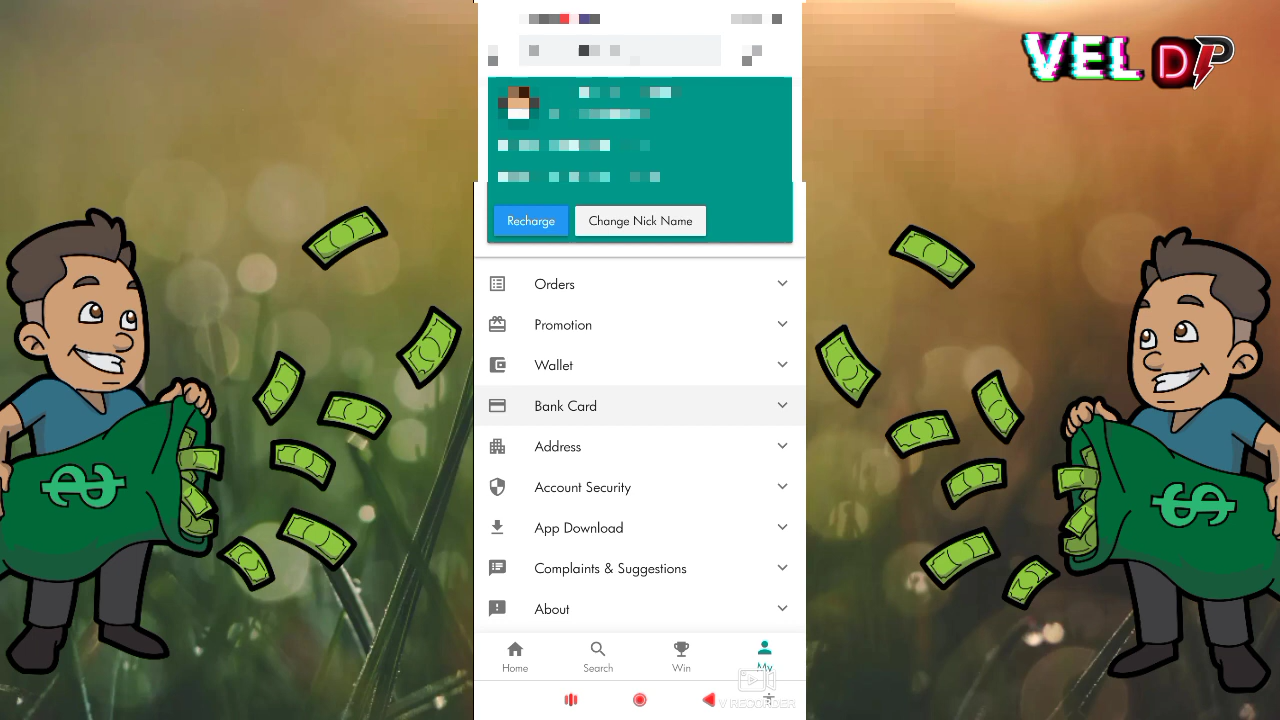 VEL DP
Recharge
Change Nick Name
Orders
Promotion
Wallet
Bank Card
Address
Account Security
App Download
Complaints & Suggestions
About
Home
Search
Win
My
V RECORDER